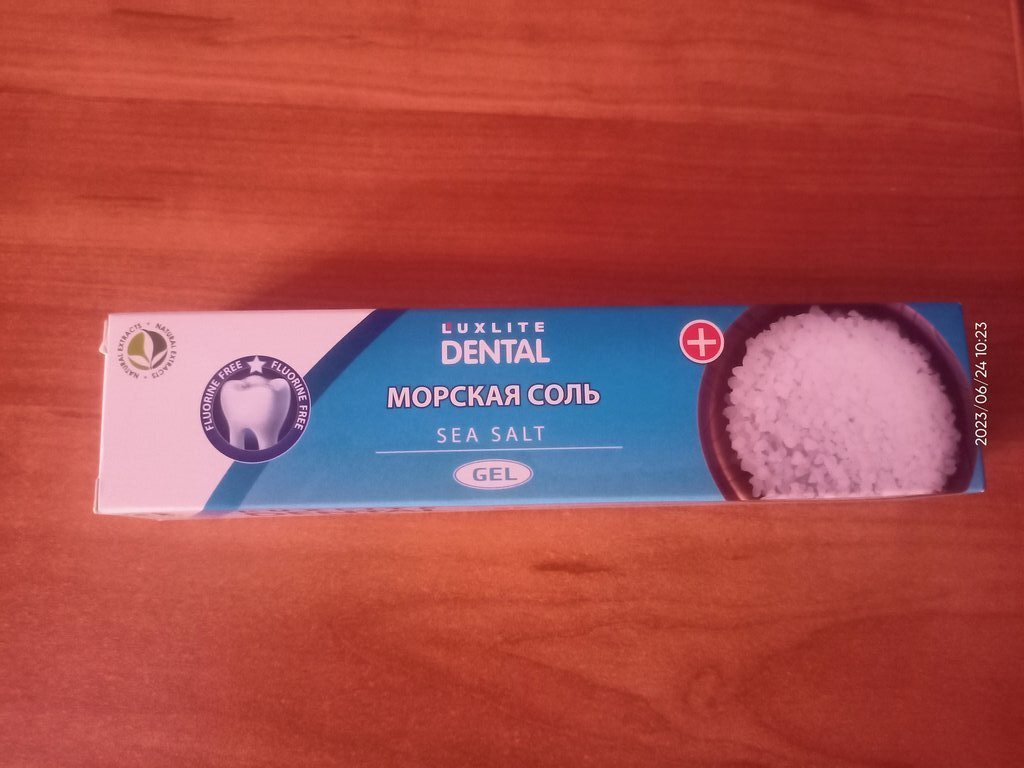 NATURAL EXTRACTS • NATURAL EXTRACTS •
FLUORINE FREE ★ FLUORINE FREE
LUXLITE
DENTAL
МОРСКАЯ СОЛЬ
SEA SALT
GEL
2023/06/24 10:23